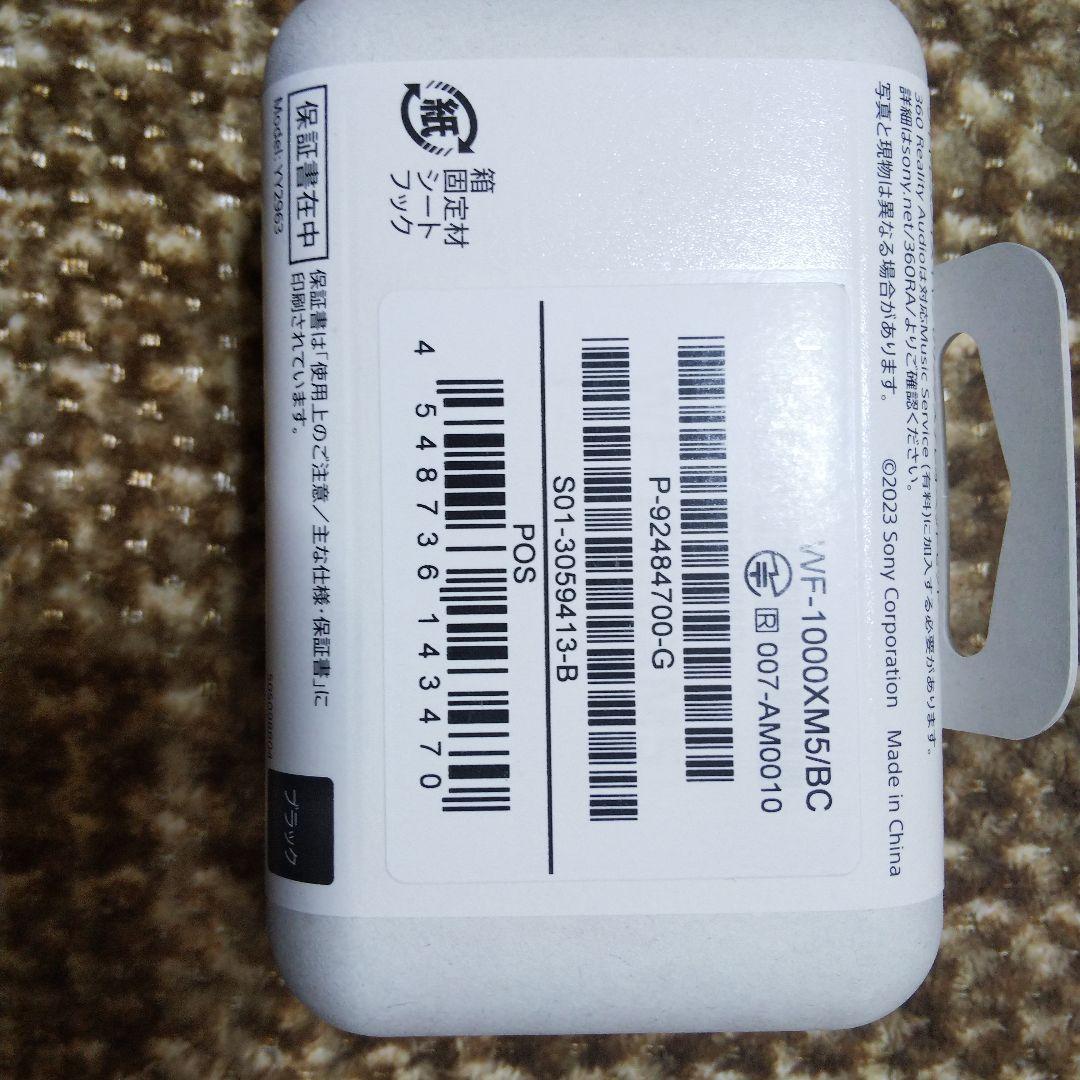 360 Reality Audioは対応Music Service (有料)に加入する必要があります。
詳細はsony.net/360RA/よりご確認ください。
写真と現物は異なる場合があります。 ©2023 Sony Corporation Made in China
WF-1000XM5/BC
R 007-AM0010
P-92484700-G
S01-3059413-B
POS
4 548736 143470
紙
箱
固定材
シート
フック
保証書在中
保証書は「使用上のご注意／主な仕様・保証書」に
印刷されています。
Model: YY2963
ブラック